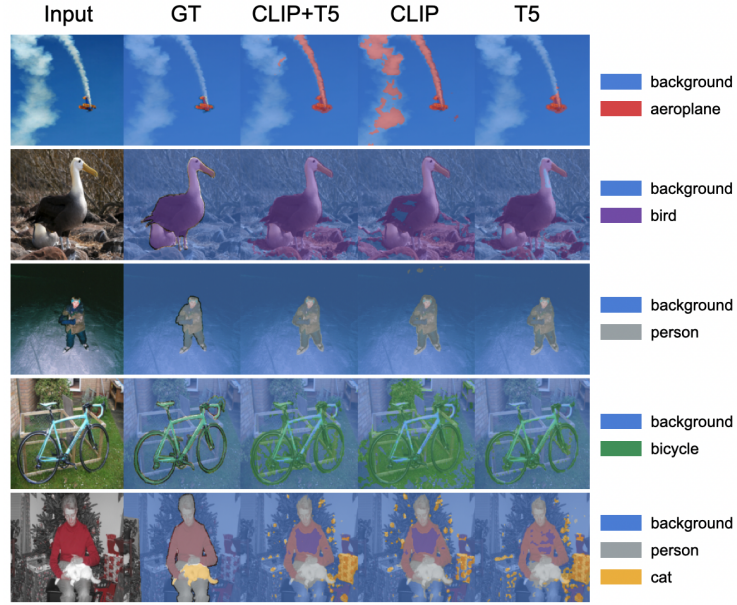 Input GT CLIP+T5 CLIP T5
background
aeroplane
background
bird
background
person
background
bicycle
background
person
cat